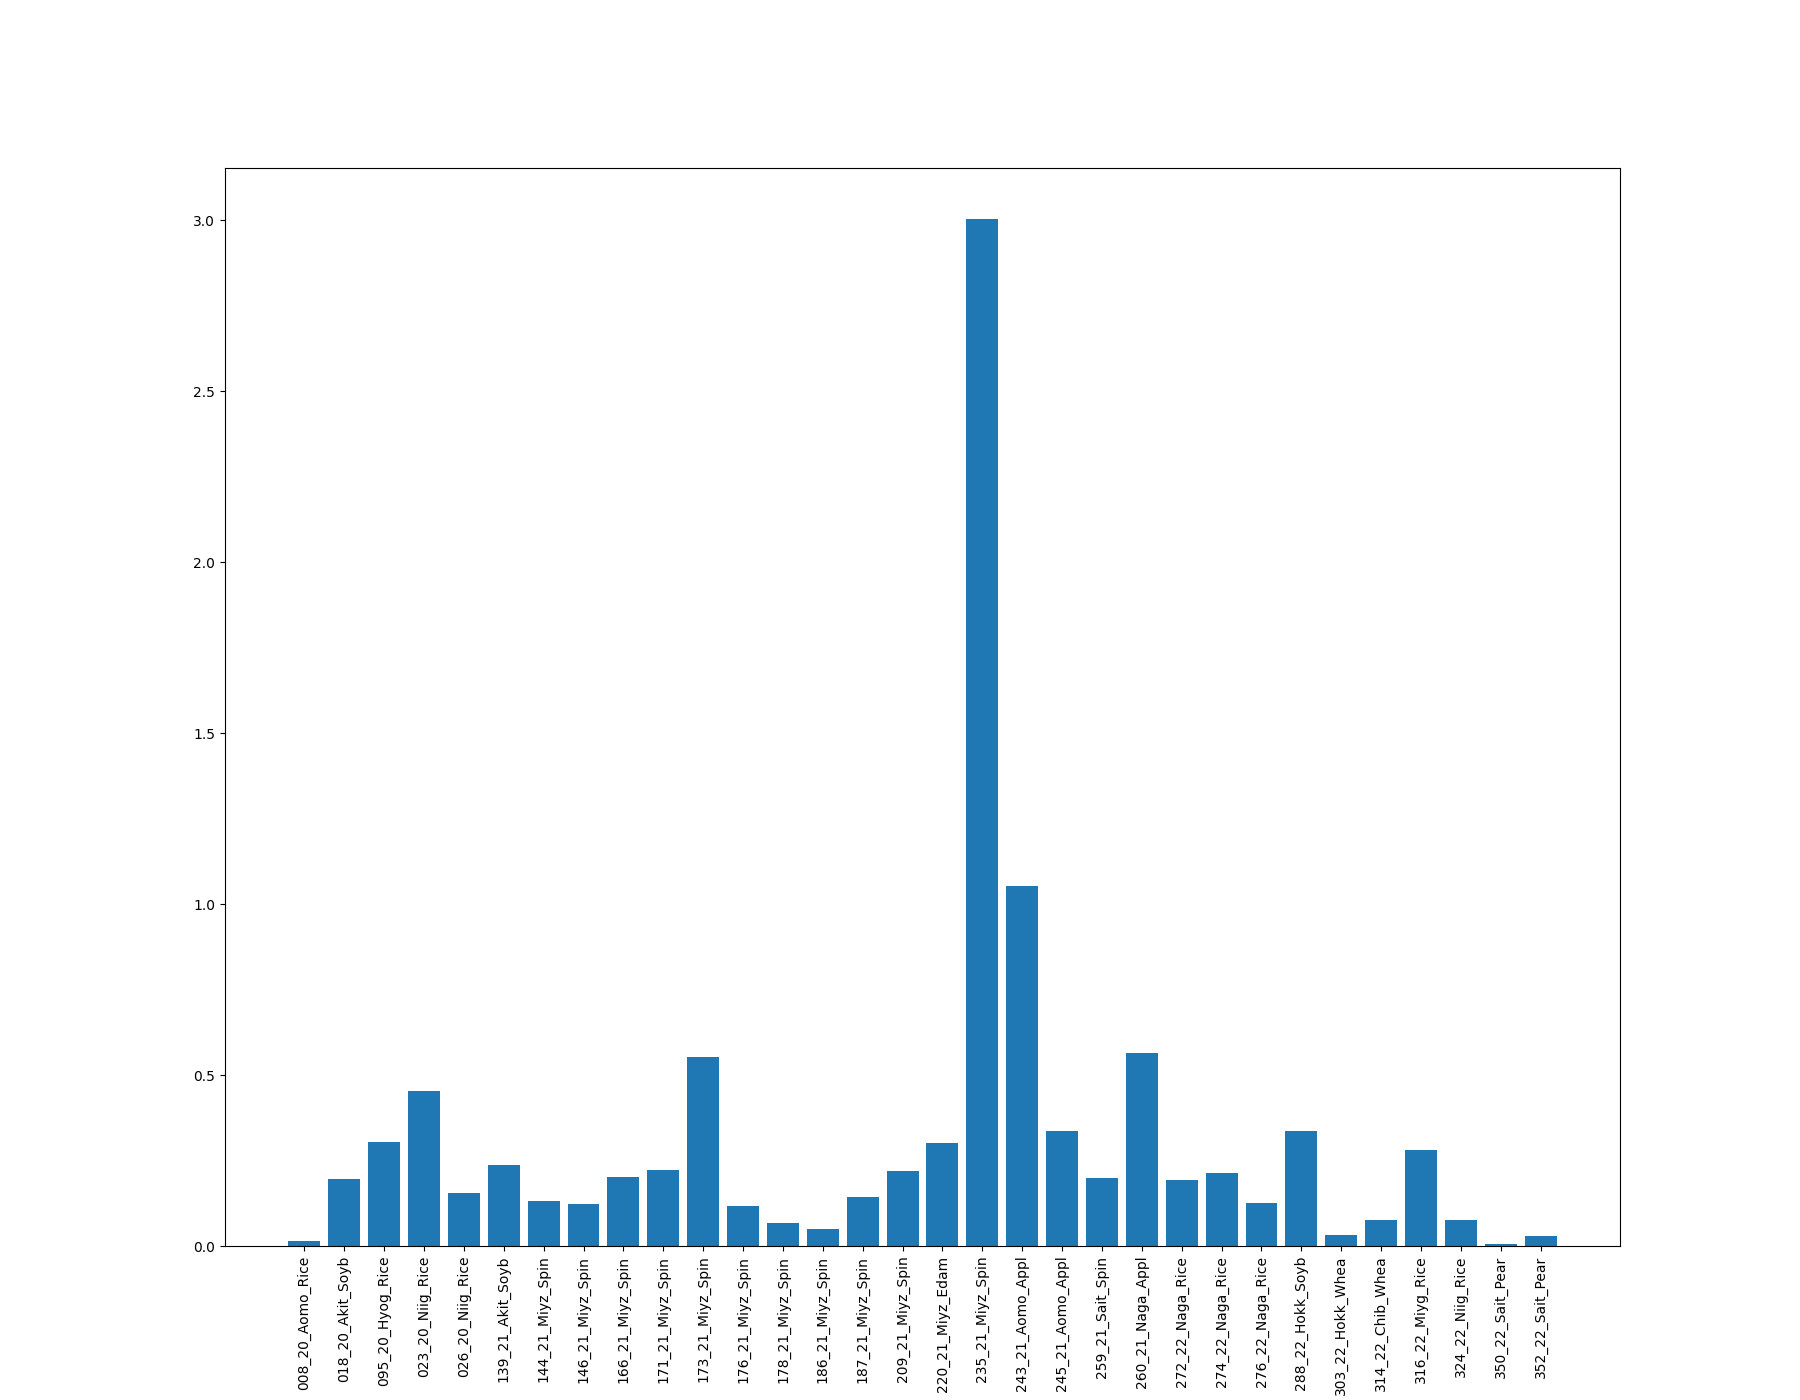 3.0
2.5
2.0
1.5
1.0
0.5
0.0
008_20_Aomo_Rice
018_20_Akit_Soyb
095_20_Hyog_Rice
023_20_Niig_Rice
026_20_Niig_Rice
139_21_Akit_Soyb
144_21_Miyz_Spin
146_21_Miyz_Spin
166_21_Miyz_Spin
171_21_Miyz_Spin
173_21_Miyz_Spin
176_21_Miyz_Spin
178_21_Miyz_Spin
186_21_Miyz_Spin
187_21_Miyz_Spin
209_21_Miyz_Spin
220_21_Miyz_Edam
235_21_Miyz_Spin
243_21_Aomo_Appl
245_21_Aomo_Appl
259_21_Sait_Spin
260_21_Naga_Appl
272_22_Naga_Rice
274_22_Naga_Rice
276_22_Naga_Rice
288_22_Hokk_Soyb
303_22_Hokk_Whea
314_22_Chib_Whea
316_22_Miyg_Rice
324_22_Niig_Rice
350_22_Sait_Pear
352_22_Sait_Pear